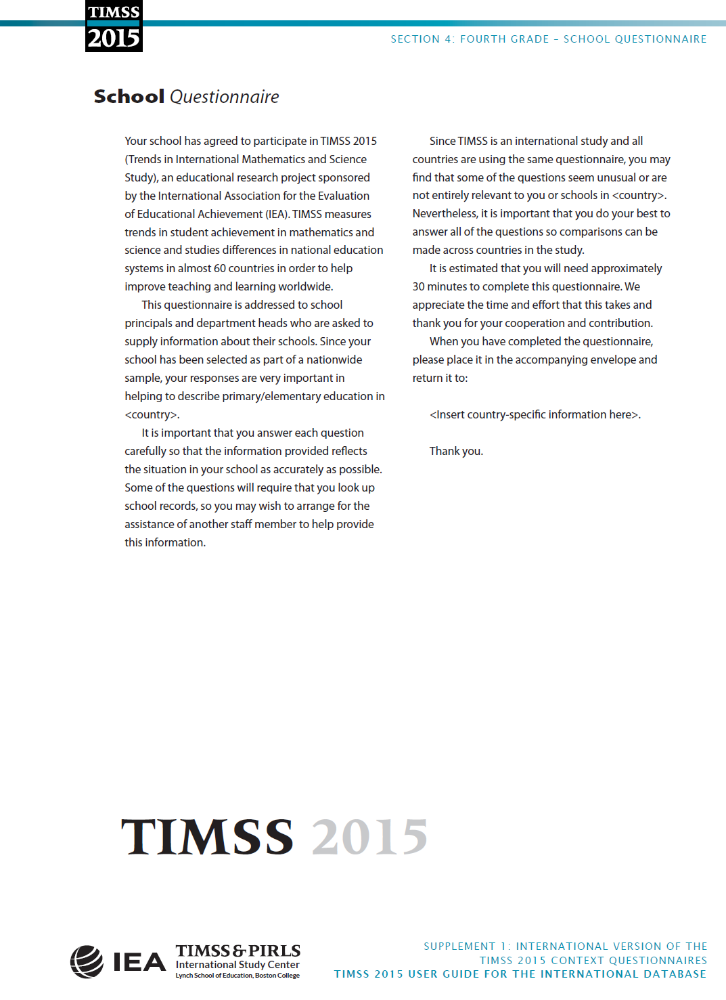 TIMSS
2015
SECTION 4: FOURTH GRADE – SCHOOL QUESTIONNAIRE
School Questionnaire
Your school has agreed to participate in TIMSS 2015
(Trends in International Mathematics and Science
Study), an educational research project sponsored
by the International Association for the Evaluation
of Educational Achievement (IEA). TIMSS measures
trends in student achievement in mathematics and
science and studies differences in national education
systems in almost 60 countries in order to help
improve teaching and learning worldwide.
This questionnaire is addressed to school
principals and department heads who are asked to
supply information about their schools. Since your
school has been selected as part of a nationwide
sample, your responses are very important in
helping to describe primary/elementary education in
<country>.
It is important that you answer each question
carefully so that the information provided reflects
the situation in your school as accurately as possible.
Some of the questions will require that you look up
school records, so you may wish to arrange for the
assistance of another staff member to help provide
this information.
Since TIMSS is an international study and all
countries are using the same questionnaire, you may
find that some of the questions seem unusual or are
not entirely relevant to you or schools in <country>.
Nevertheless, it is important that you do your best to
answer all of the questions so comparisons can be
made across countries in the study.
It is estimated that you will need approximately
30 minutes to complete this questionnaire. We
appreciate the time and effort that this takes and
thank you for your cooperation and contribution.
When you have completed the questionnaire,
please place it in the accompanying envelope and
return it to:
<Insert country-specific information here>.
Thank you.
TIMSS 2015
IEA
TIMSS & PIRLS
International Study Center
Lynch School of Education, Boston College
SUPPLEMENT 1: INTERNATIONAL VERSION OF THE
TIMSS 2015 CONTEXT QUESTIONNAIRES
TIMSS 2015 USER GUIDE FOR THE INTERNATIONAL DATABASE